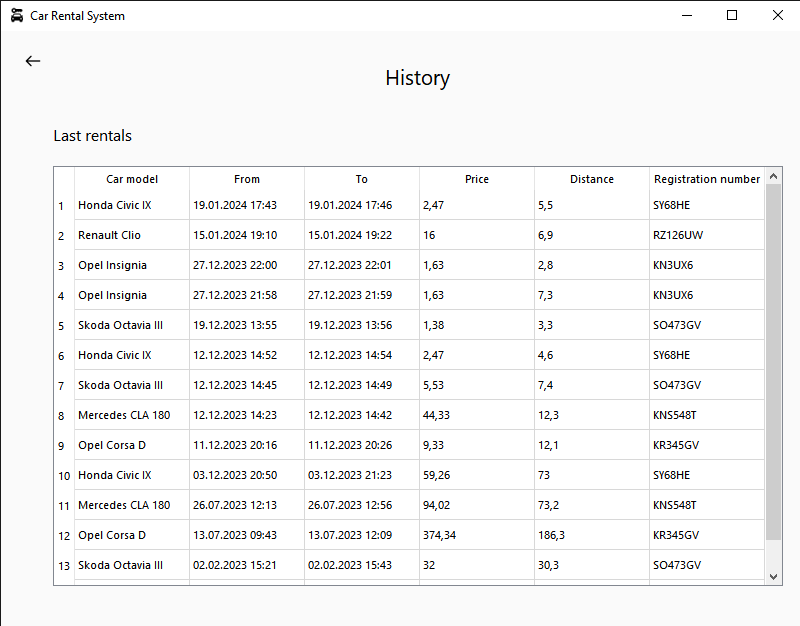 Car Rental System
History
Last rentals
Car model From To Price Distance Registration number
1 Honda Civic IX 19.01.2024 17:43 19.01.2024 17:46 2,47 5,5 SY68HE
2 Renault Clio 15.01.2024 19:10 15.01.2024 19:22 16 6,9 RZ126UW
3 Opel Insignia 27.12.2023 22:00 27.12.2023 22:01 1,63 2,8 KN3UX6
4 Opel Insignia 27.12.2023 21:58 27.12.2023 21:59 1,63 7,3 KN3UX6
5 Skoda Octavia III 19.12.2023 13:55 19.12.2023 13:56 1,38 3,3 SO473GV
6 Honda Civic IX 12.12.2023 14:52 12.12.2023 14:54 2,47 4,6 SY68HE
7 Skoda Octavia III 12.12.2023 14:45 12.12.2023 14:49 5,53 7,4 SO473GV
8 Mercedes CLA 180 12.12.2023 14:23 12.12.2023 14:42 44,33 12,3 KNS548T
9 Opel Corsa D 11.12.2023 20:16 11.12.2023 20:26 9,33 12,1 KR345GV
10 Honda Civic IX 03.12.2023 20:50 03.12.2023 21:23 59,26 73 SY68HE
11 Mercedes CLA 180 26.07.2023 12:13 26.07.2023 12:56 94,02 73,2 KNS548T
12 Opel Corsa D 13.07.2023 09:43 13.07.2023 12:09 374,34 186,3 KR345GV
13 Skoda Octavia III 02.02.2023 15:21 02.02.2023 15:43 32 30,3 SO473GV